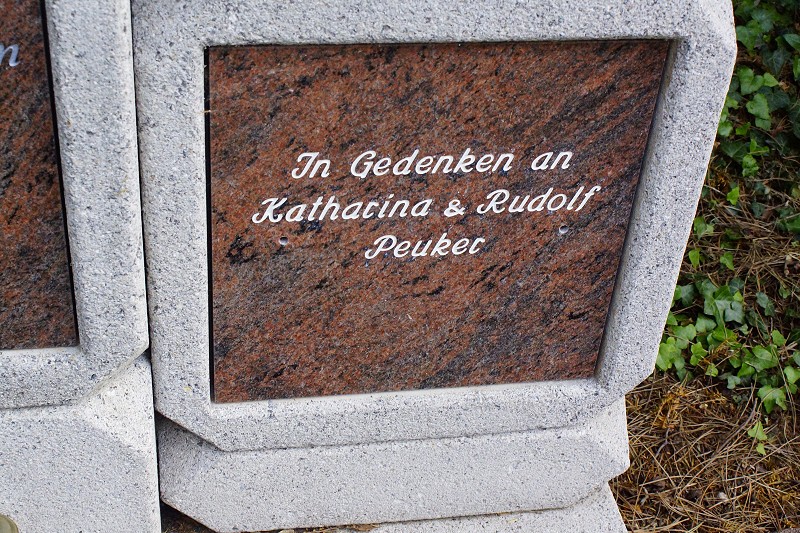 n
In Gedenken an
Katharina & Rudolf
Peuker